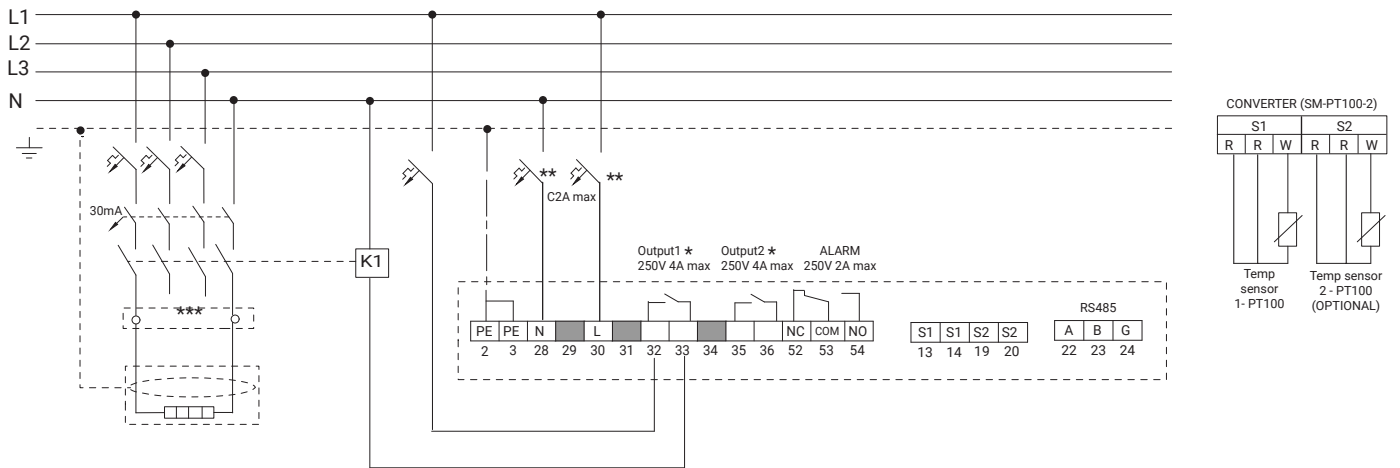 L1
L2
L3
N
CONVERTER (SM-PT100-2)
S1 S2
R R W R R W
Temp sensor 1- PT100
Temp sensor 2 - PT100 (OPTIONAL)
** **
C2A max
30mA
K1
Output1 * Output2 * ALARM
250V 4A max 250V 4A max 250V 2A max
***
RS485
PE PE N L NC COM NO
2 3 28 29 30 31 32 33 34 35 36 52 53 54
S1 S1 S2 S2
13 14 19 20
A B G
22 23 24